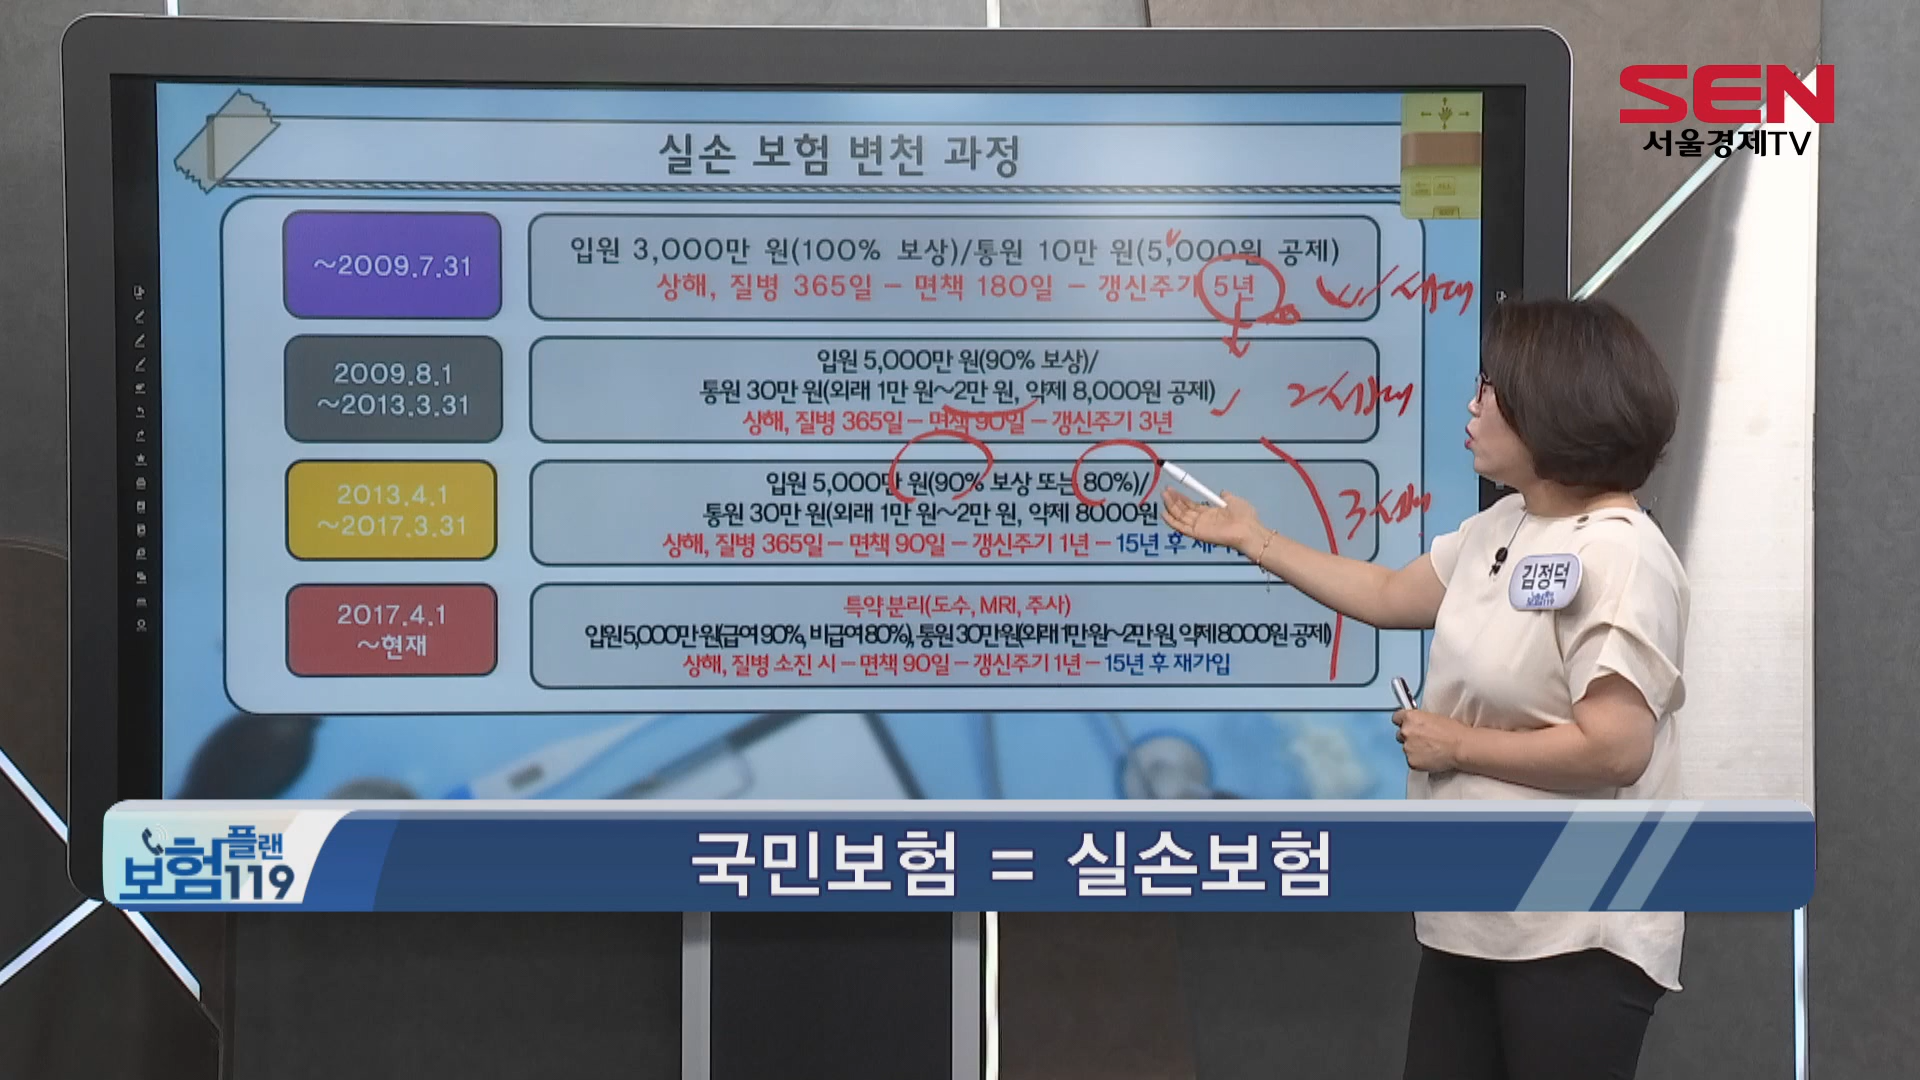 SEN
서울경제TV
실손 보험 변천 과정
~2009.7.31
입원 3,000만 원(100% 보상)/통원 10만 원(5,000원 공제)
상해, 질병 365일 – 면책 180일 – 갱신주기 5년
세대
2009.8.1
~2013.3.31
입원 5,000만 원(90% 보상)/
통원 30만 원(외래 1만 원~2만 원, 약제 8,000원 공제)
상해, 질병 365일 – 면책 90일 – 갱신주기 3년
2세대
2013.4.1
~2017.3.31
입원 5,000만 원(90% 보상 또는 80%)/
통원 30만 원(외래 1만 원~2만 원, 약제 8000원
상해, 질병 365일 – 면책 90일 – 갱신주기 1년 – 15년 후 재가입
3세대
2017.4.1
~현재
특약 분리(도수, MRI, 주사)
입원 5,000만 원(급여 90%, 비급여 80%), 통원 30만 원(외래 1만 원~2만 원, 약제 8000원 공제)
상해, 질병 소진 시 – 면책 90일 – 갱신주기 1년 – 15년 후 재가입
김정덕
보험플랜119
국민보험 = 실손보험